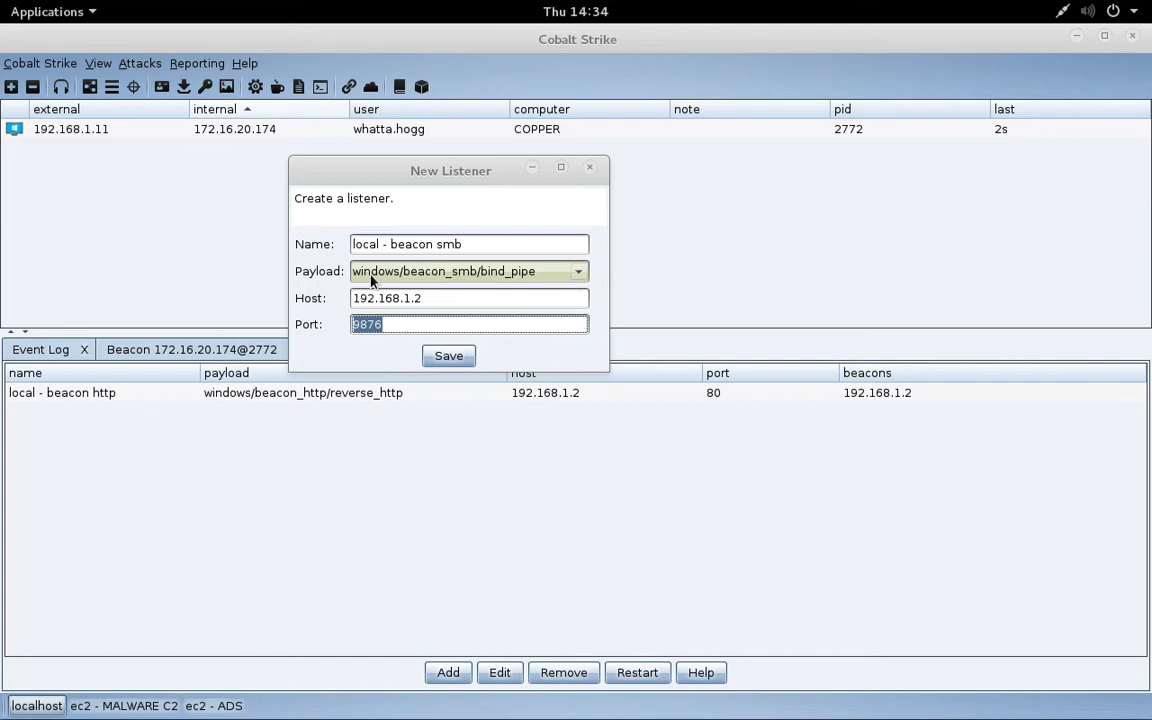 Applications Thu 14:34
Cobalt Strike
Cobalt Strike View Attacks Reporting Help
external internal user computer note pid last
192.168.1.11 172.16.20.174 whatta.hogg COPPER 2772 2s
New Listener
Create a listener.
Name: local - beacon smb
Payload: windows/beacon_smb/bind_pipe
Host: 192.168.1.2
Port: 9876
Save
Event Log X Beacon 172.16.20.174@2772
name payload host port beacons
local - beacon http windows/beacon_http/reverse_http 192.168.1.2 80 192.168.1.2
Add Edit Remove Restart Help
localhost ec2 - MALWARE C2 ec2 - ADS